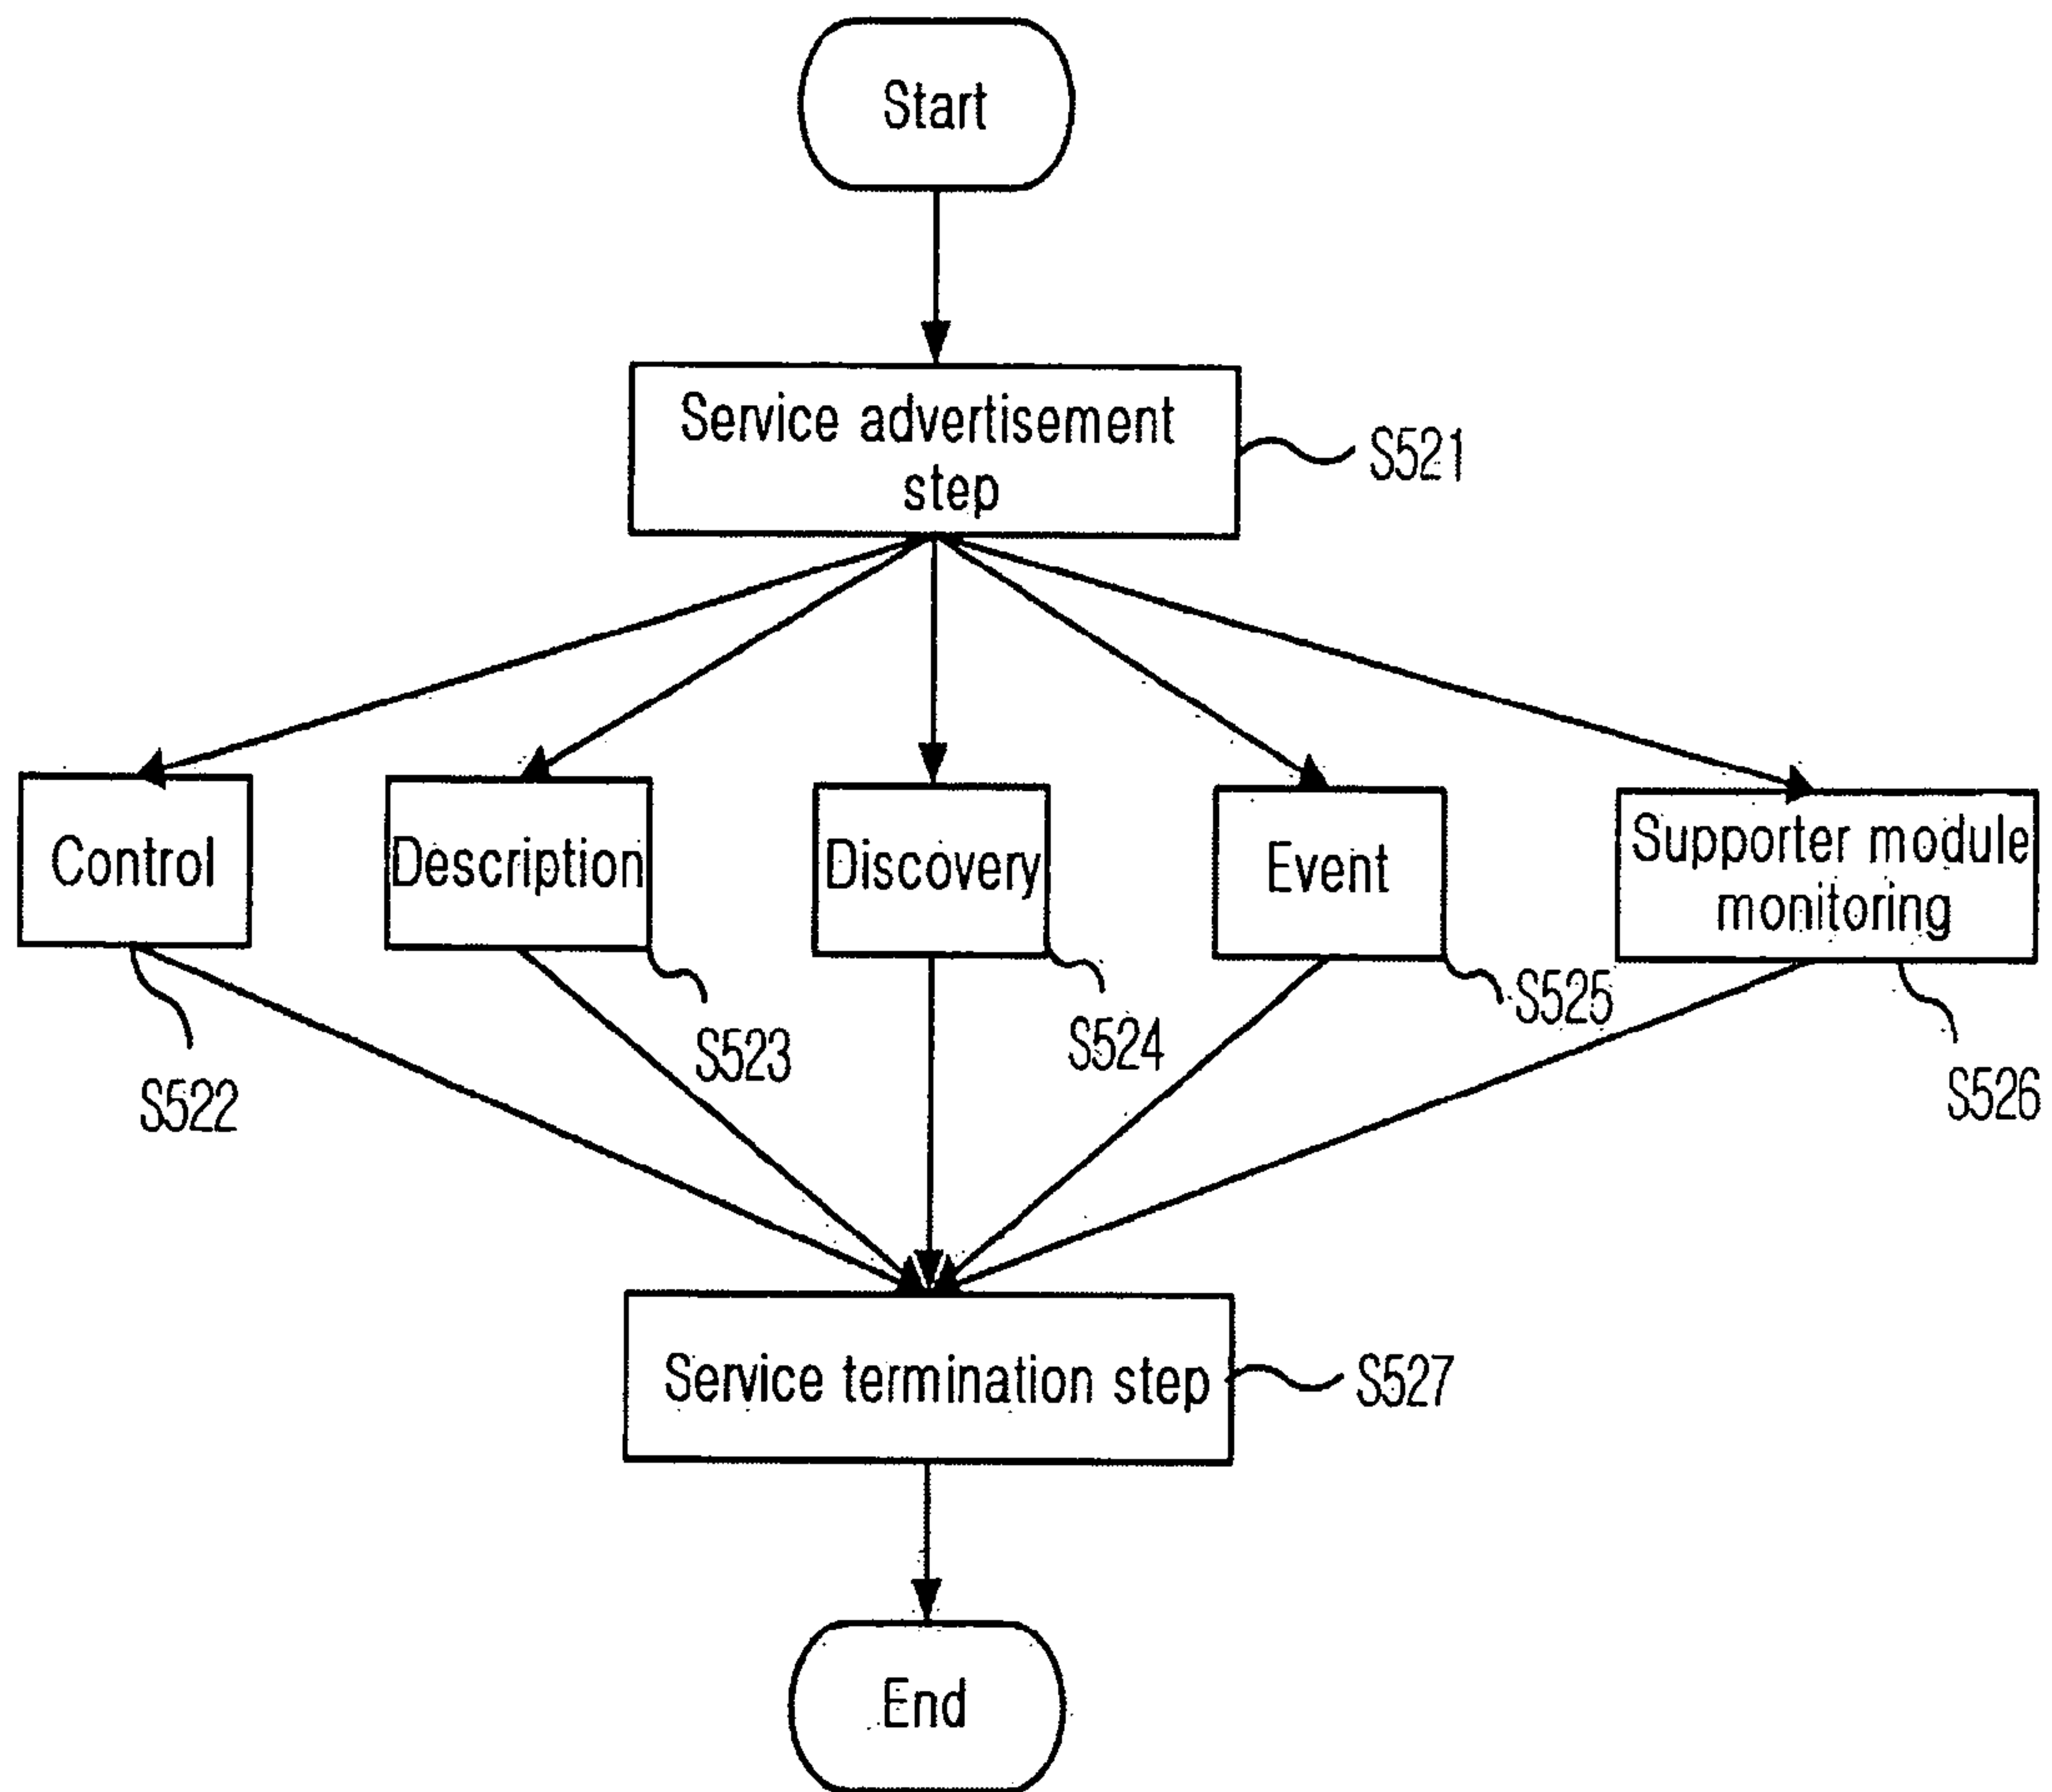 Start
Service advertisement
step
S521
Control
Description
Discovery
Event
Supporter module
monitoring
S522
S523
S524
S525
S526
Service termination step
S527
End